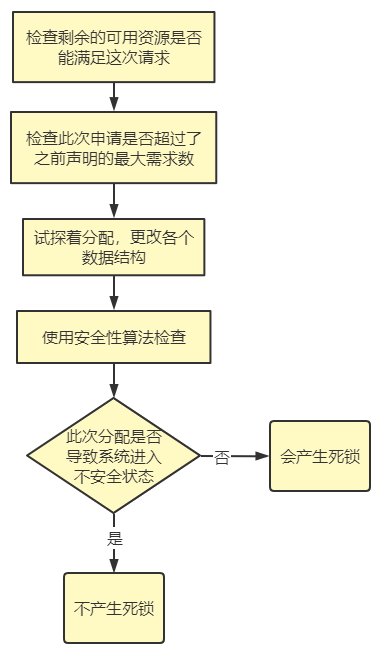 检查剩余的可用资源是否
能满足这次请求
检查此次申请是否超过了
之前声明的最大需求数
试探着分配，更改各个
数据结构
使用安全性算法检查
此次分配是否
导致系统进入
不安全状态
否
会产生死锁
是
不产生死锁